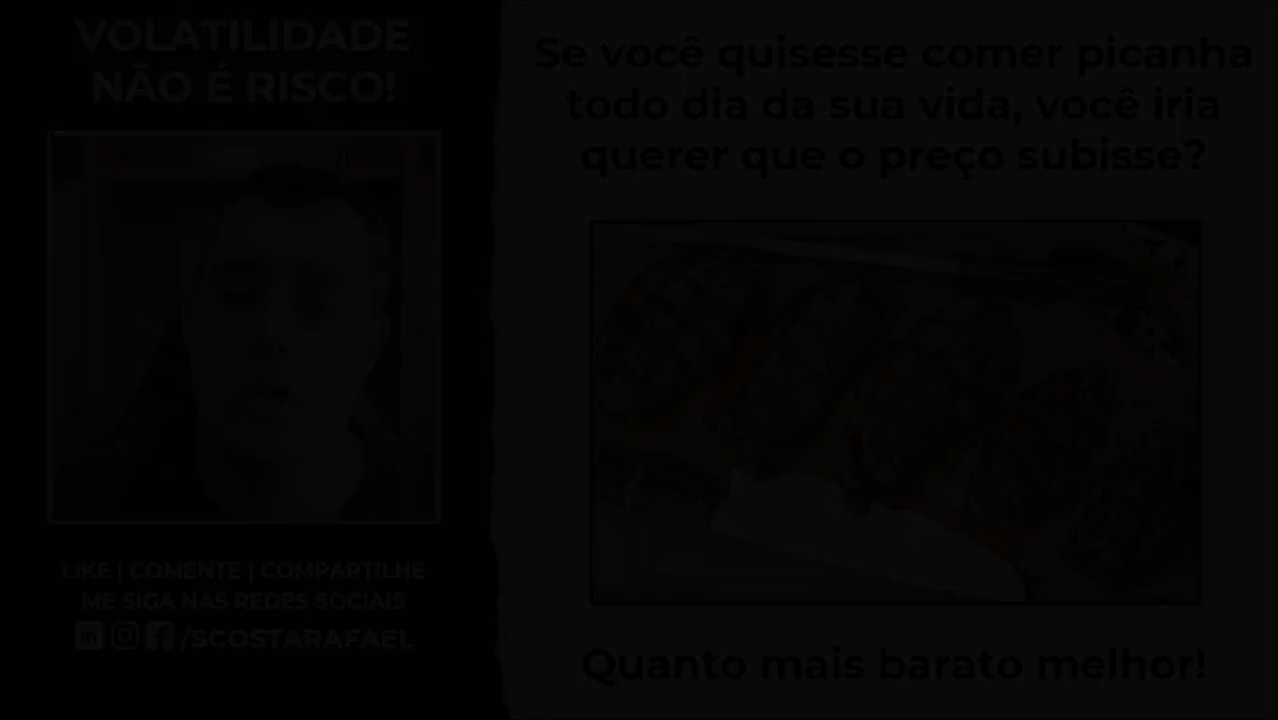 VOLATILIDADE
NÃO É RISCO!
LIKE | COMENTE | COMPARTILHE
ME SIGA NAS REDES SOCIAIS
in f /SCOSTARAFAEL
Se você quisesse comer picanha
todo dia da sua vida, você iria
querer que o preço subisse?
Quanto mais barato melhor!